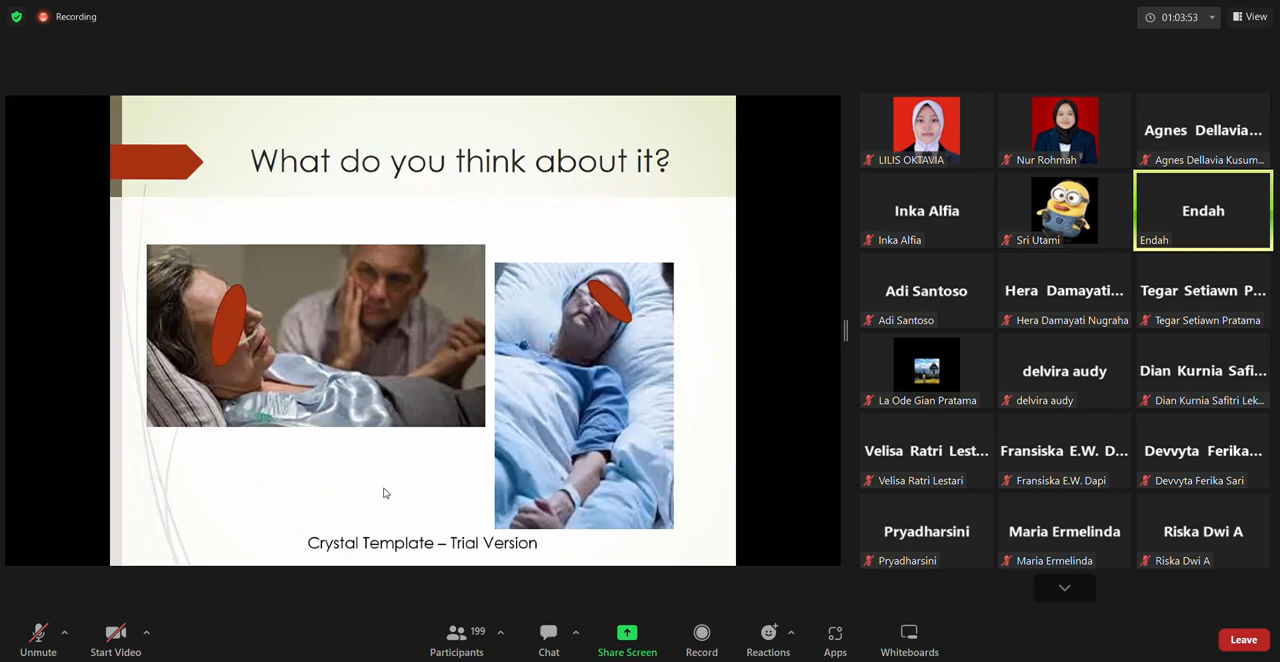 Recording
01:03:53
View
What do you think about it?
Crystal Template – Trial Version
LILIS OKTAVIA
Nur Rohmah
Agnes Dellavia...
Agnes Dellavia Kusum...
Inka Alfia
Inka Alfia
Sri Utami
Endah
Endah
Adi Santoso
Adi Santoso
Hera Damayati...
Hera Damayati Nugraha
Tegar Setiawn P...
Tegar Setiawn Pratama
La Ode Gian Pratama
delvira audy
delvira audy
Dian Kurnia Safi...
Dian Kurnia Safitri Lek...
Velisa Ratri Lest...
Velisa Ratri Lestari
Fransiska E.W. D...
Fransiska E.W. Dapi
Devvyta Ferika...
Devvyta Ferika Sari
Pryadharsini
Pryadharsini
Maria Ermelinda
Maria Ermelinda
Riska Dwi A
Riska Dwi A
Unmute
Start Video
199
Participants
Chat
Share Screen
Record
Reactions
Apps
Whiteboards
Leave